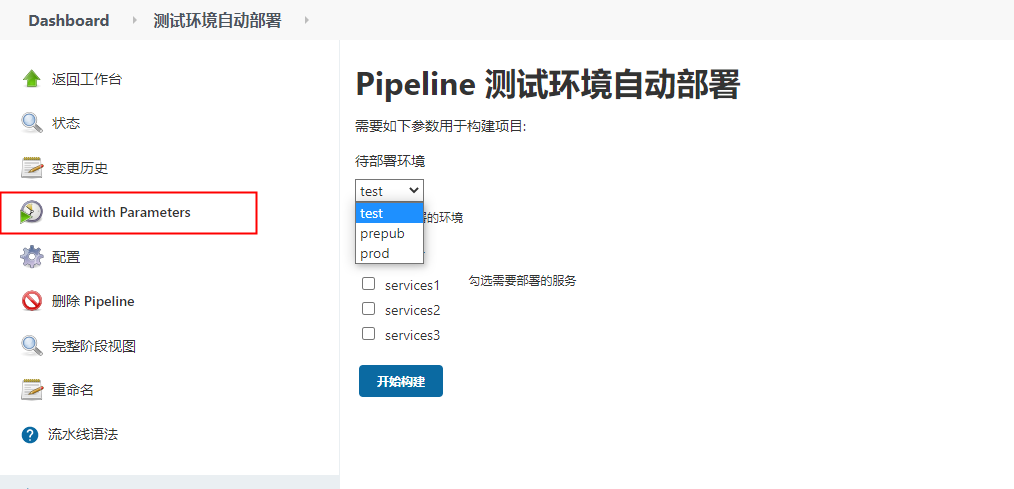 Dashboard 测试环境自动部署
返回工作台
状态
变更历史
Build with Parameters
配置
删除 Pipeline
完整阶段视图
重命名
流水线语法
Pipeline 测试环境自动部署
需要如下参数用于构建项目:
待部署环境
test
test
的环境
prepub
prod
services1
勾选需要部署的服务
services2
services3
开始构建